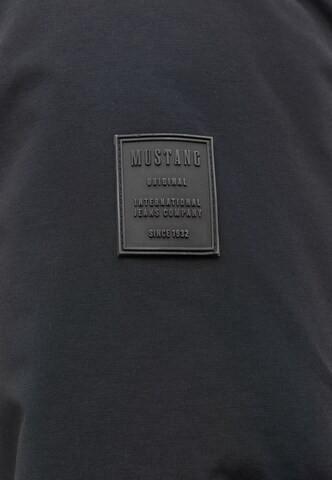 MUSTANG
ORIGINAL
INTERNATIONAL
JEANS COMPANY
SINCE 1932